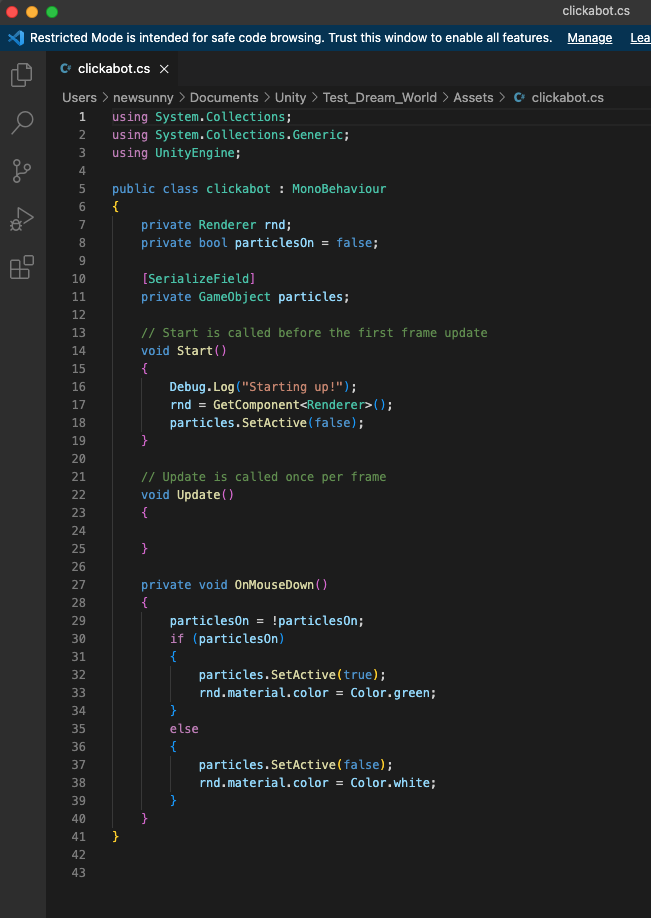 clickabot.cs
Restricted Mode is intended for safe code browsing. Trust this window to enable all features. Manage Lea
C# clickabot.cs ×
Users > newsunny > Documents > Unity > Test_Dream_World > Assets > C# clickabot.cs
1 using System.Collections;
2 using System.Collections.Generic;
3 using UnityEngine;
4
5 public class clickabot : MonoBehaviour
6 {
7     private Renderer rnd;
8     private bool particlesOn = false;
9
10     [SerializeField]
11     private GameObject particles;
12
13     // Start is called before the first frame update
14     void Start()
15     {
16         Debug.Log("Starting up!");
17         rnd = GetComponent<Renderer>();
18         particles.SetActive(false);
19     }
20
21     // Update is called once per frame
22     void Update()
23     {
24
25     }
26
27     private void OnMouseDown()
28     {
29         particlesOn = !particlesOn;
30         if (particlesOn)
31         {
32             particles.SetActive(true);
33             rnd.material.color = Color.green;
34         }
35         else
36         {
37             particles.SetActive(false);
38             rnd.material.color = Color.white;
39         }
40     }
41 }
42
43